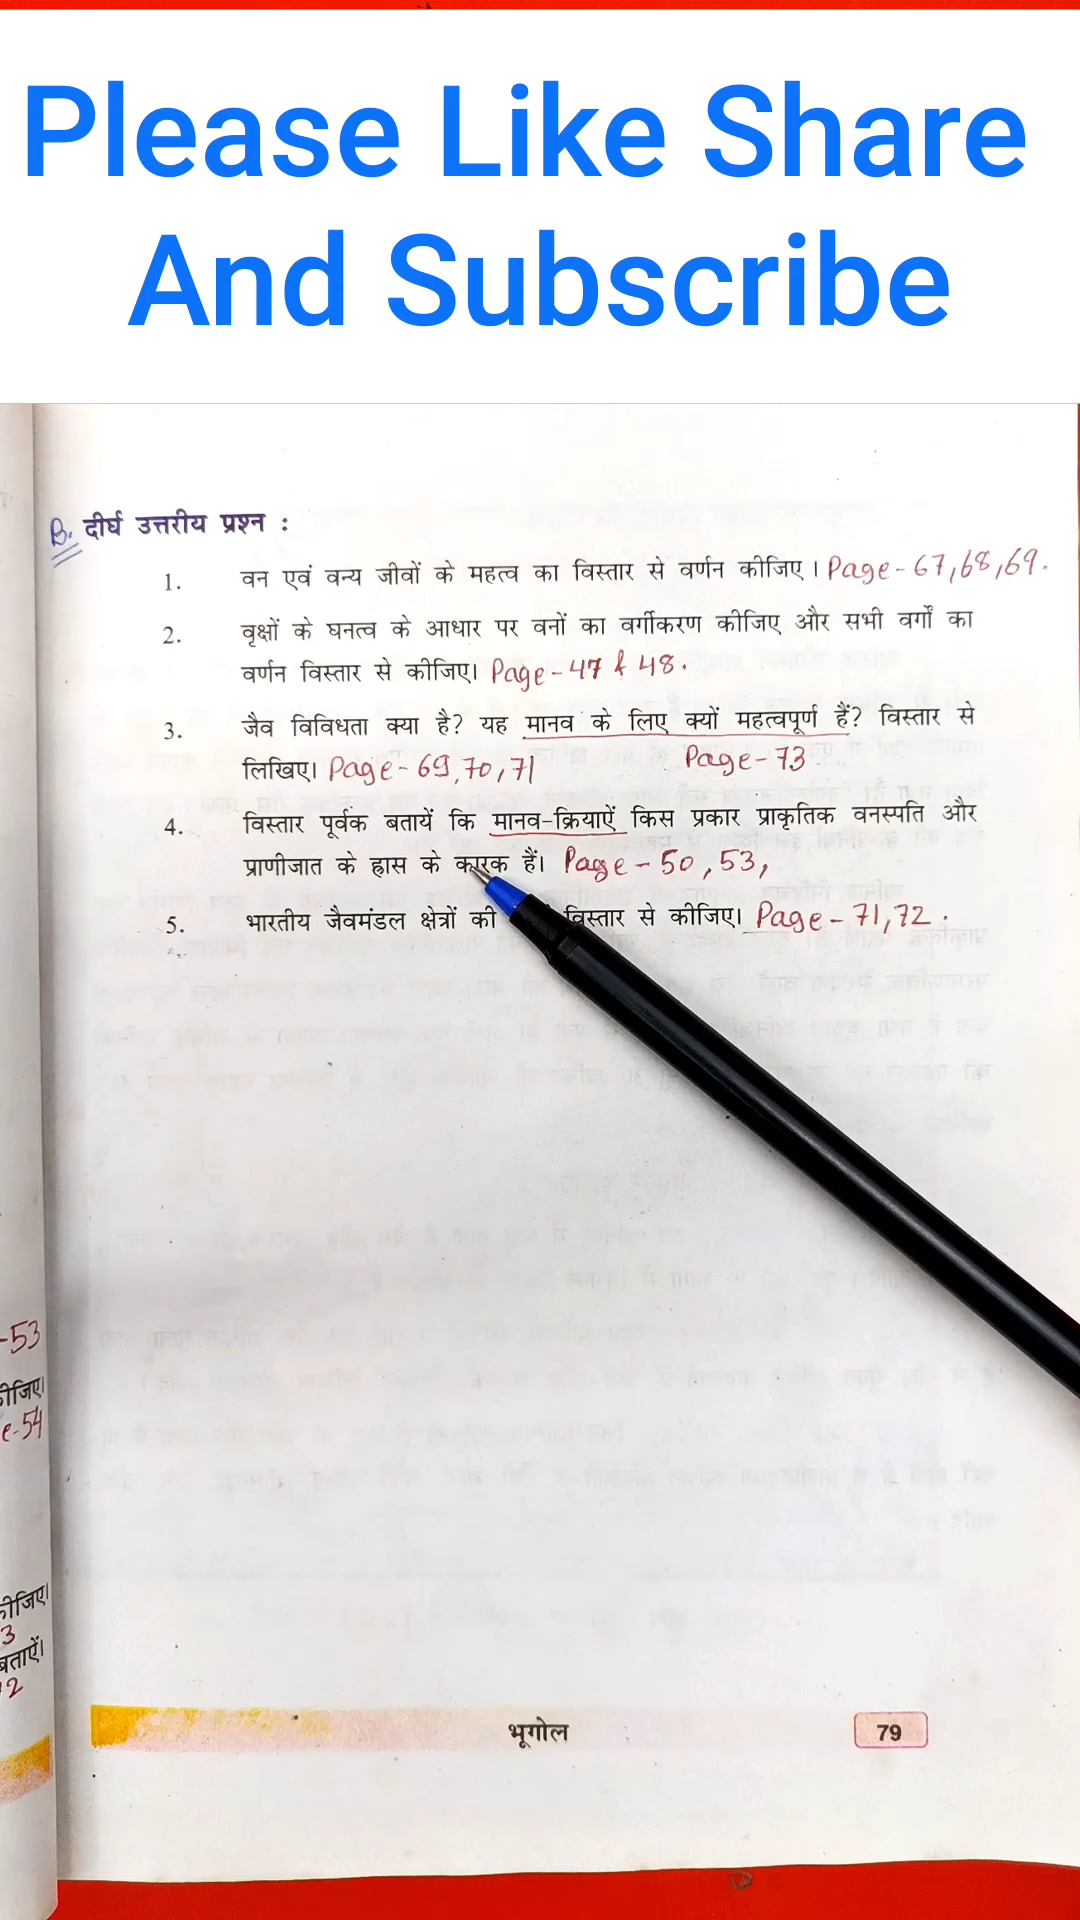 Please Like Share
And Subscribe
B. दीर्घ उत्तरीय प्रश्न :
1. वन एवं वन्य जीवों के महत्व का विस्तार से वर्णन कीजिए। Page - 67, 68, 69.
2. वृक्षों के घनत्व के आधार पर वनों का वर्गीकरण कीजिए और सभी वर्गों का
वर्णन विस्तार से कीजिए। Page - 47 & 48.
3. जैव विविधता क्या है? यह मानव के लिए क्यों महत्वपूर्ण हैं? विस्तार से
लिखिए। Page - 69, 70, 71 Page - 73
4. विस्तार पूर्वक बतायें कि मानव-क्रियाऐं किस प्रकार प्राकृतिक वनस्पति और
प्राणीजात के ह्रास के कारक हैं। Page - 50, 53,
5. भारतीय जैवमंडल क्षेत्रों की विस्तार से कीजिए। Page - 71, 72.
-53
कीजिए।
e-54
कीजिए।
3
बताऐं।
2
भूगोल 79